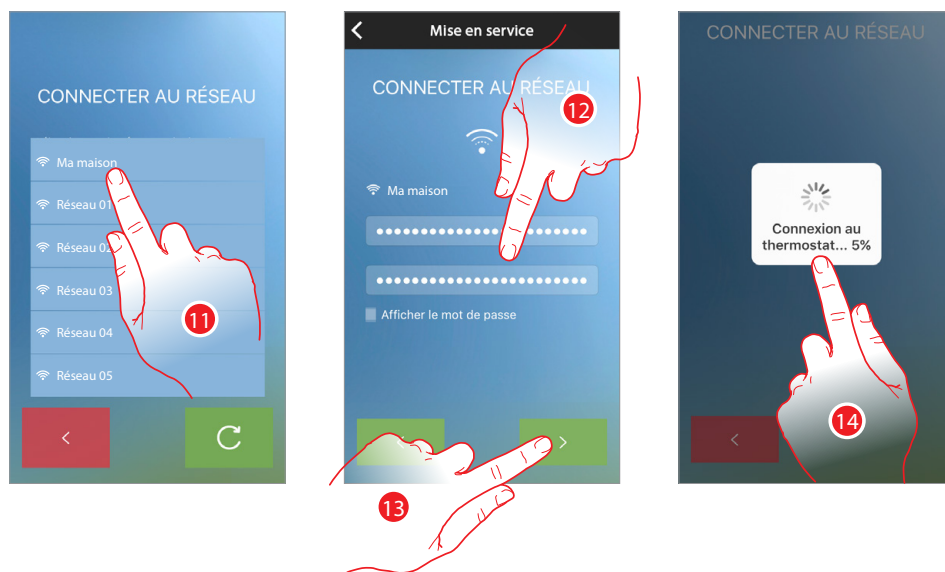 CONNECTER AU RÉSEAU
Ma maison
Réseau 01
Réseau 02
Réseau 03
Réseau 04
Réseau 05
11
Mise en service
CONNECTER AU RÉSEAU
12
Ma maison
Afficher le mot de passe
13
CONNECTER AU RÉSEAU
Connexion au
thermostat... 5%
14